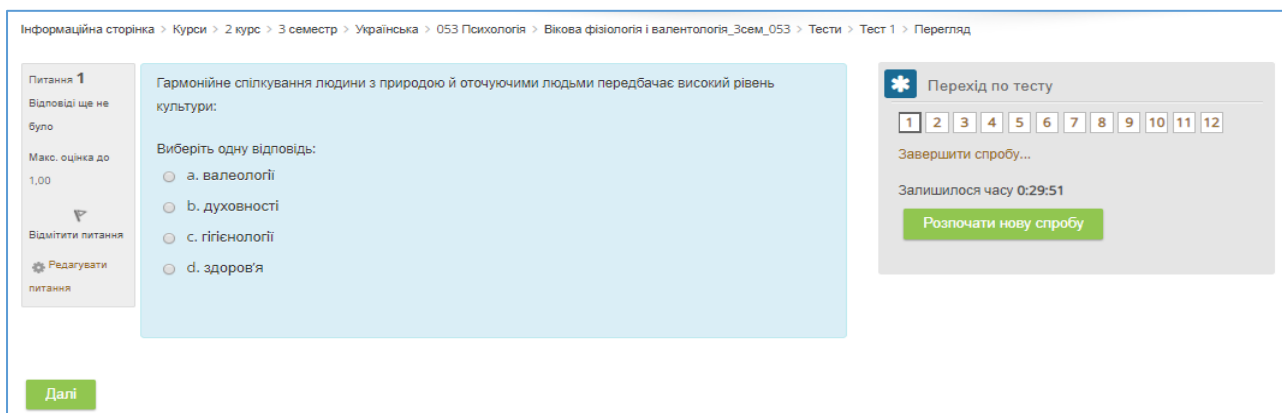 Інформаційна сторінка > Курси > 2 курс > 3 семестр > Українська > 053 Психологія > Вікова фізіологія і валентологія_3сем_053 > Тести > Тест 1 > Перегляд
Питання 1
Відповіді ще не
було
Макс. оцінка до
1,00
Відмітити питання
Редагувати
питання
Гармонійне спілкування людини з природою й оточуючими людьми передбачає високий рівень
культури:
Виберіть одну відповідь:
a. валеології
b. духовності
c. гігієнології
d. здоров'я
Перехід по тесту
1 2 3 4 5 6 7 8 9 10 11 12
Завершити спробу...
Залишилося часу 0:29:51
Розпочати нову спробу
Далі